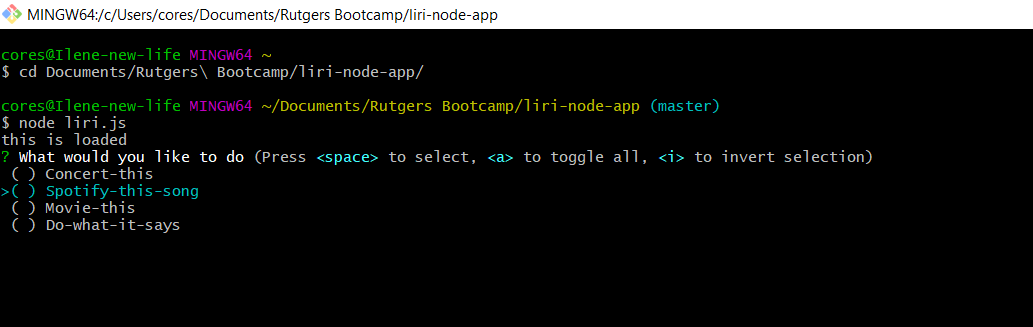 MINGW64:/c/Users/cores/Documents/Rutgers Bootcamp/liri-node-app
cores@Ilene-new-life MINGW64 ~
$ cd Documents/Rutgers\ Bootcamp/liri-node-app/
cores@Ilene-new-life MINGW64 ~/Documents/Rutgers Bootcamp/liri-node-app (master)
$ node liri.js
this is loaded
? What would you like to do (Press <space> to select, <a> to toggle all, <i> to invert selection)
( ) Concert-this
>( ) Spotify-this-song
( ) Movie-this
( ) Do-what-it-says